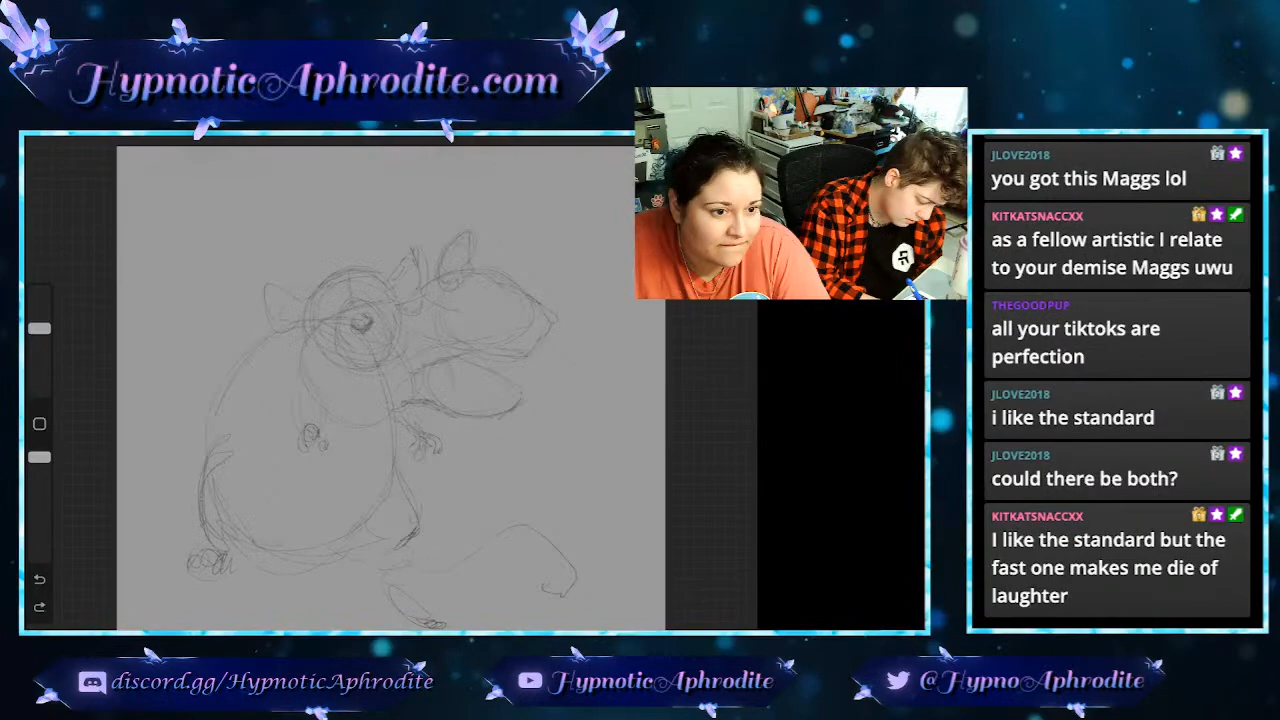 HypnoticAphrodite.com
JLOVE2018
you got this Maggs lol
KITKATSNACCXX
as a fellow artistic I relate
to your demise Maggs uwu
THEGOODPUP
all your tiktoks are
perfection
JLOVE2018
i like the standard
JLOVE2018
could there be both?
KITKATSNACCXX
I like the standard but the
fast one makes me die of
laughter
discord.gg/HypnoticAphrodite
HypnoticAphrodite
@HypnoAphrodite